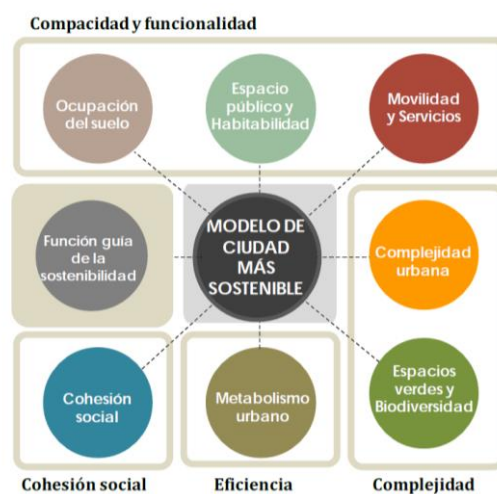 Compacidad y funcionalidad
Ocupación
del suelo
Espacio
público y
Habitabilidad
Movilidad
y Servicios
Función guía
de la
sostenibilidad
MODELO DE
CIUDAD
MÁS
SOSTENIBLE
Complejidad
urbana
Cohesión
social
Metabolismo
urbano
Espacios
verdes y
Biodiversidad
Cohesión social
Eficiencia
Complejidad